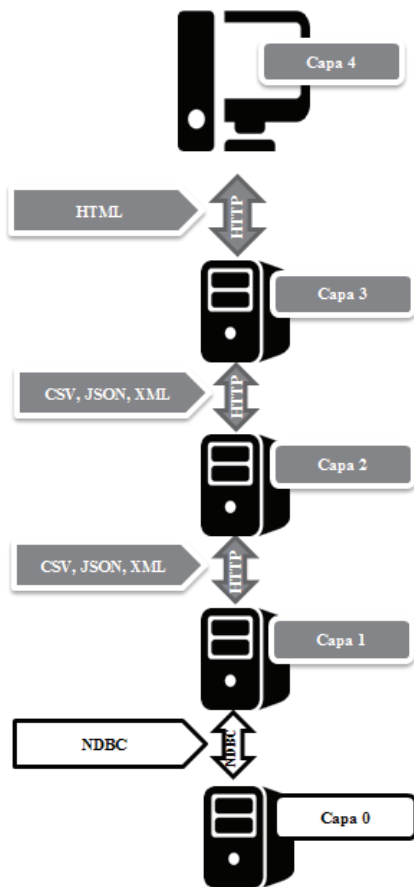 Capa 4
HTML
HTTP
Capa 3
CSV, JSON, XML
HTTP
Capa 2
CSV, JSON, XML
HTTP
Capa 1
NDBC
NDBC
Capa 0